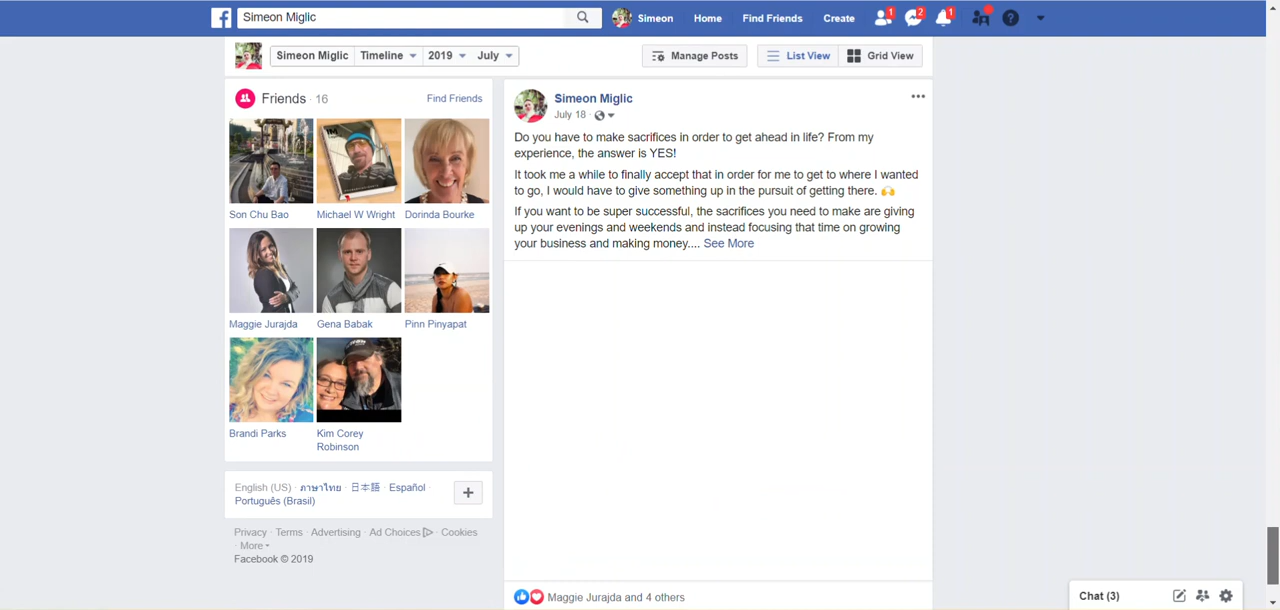 Simeon Miglic
Simeon Home Find Friends Create 1 2 1
Simeon Miglic Timeline 2019 July Manage Posts List View Grid View
Friends · 16 Find Friends
Son Chu Bao Michael W Wright Dorinda Bourke
Maggie Jurajda Gena Babak Pinn Pinyapat
Brandi Parks Kim Corey
Robinson
English (US) · ภาษาไทย · 日本語 · Español ·
Português (Brasil)
Privacy · Terms · Advertising · Ad Choices · Cookies
· More
Facebook © 2019
Simeon Miglic
July 18 ·
Do you have to make sacrifices in order to get ahead in life? From my
experience, the answer is YES!
It took me a while to finally accept that in order for me to get to where I wanted
to go, I would have to give something up in the pursuit of getting there. 🙌
If you want to be super successful, the sacrifices you need to make are giving
up your evenings and weekends and instead focusing that time on growing
your business and making money.... See More
Maggie Jurajda and 4 others
Chat (3)